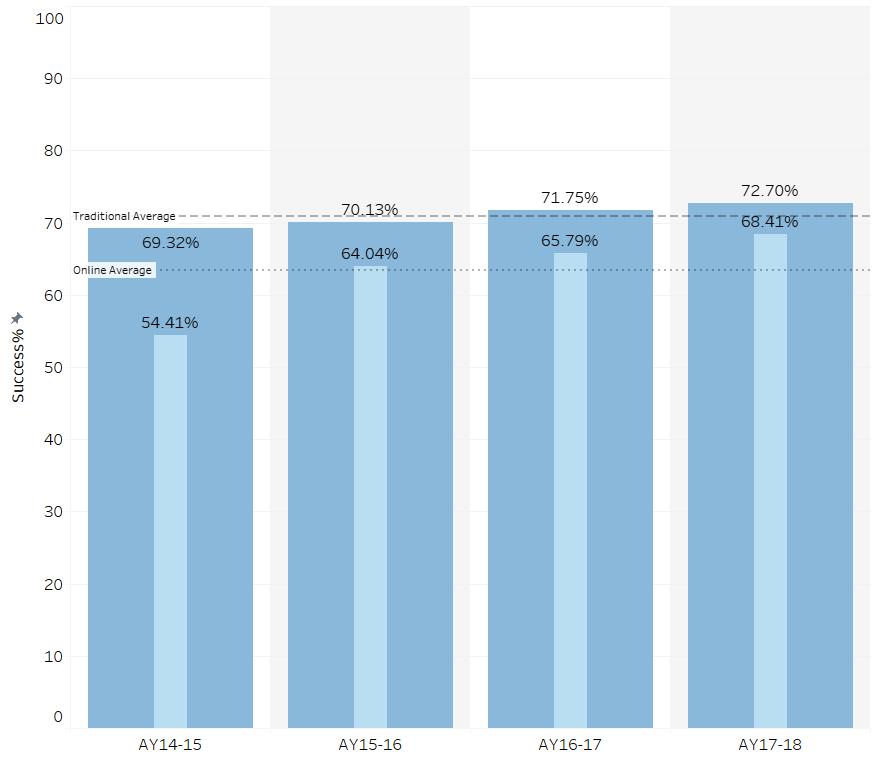 100
90
80
70
60
50
40
30
20
10
0
Success%
Traditional Average
Online Average
69.32%
54.41%
70.13%
64.04%
71.75%
65.79%
72.70%
68.41%
AY14-15
AY15-16
AY16-17
AY17-18